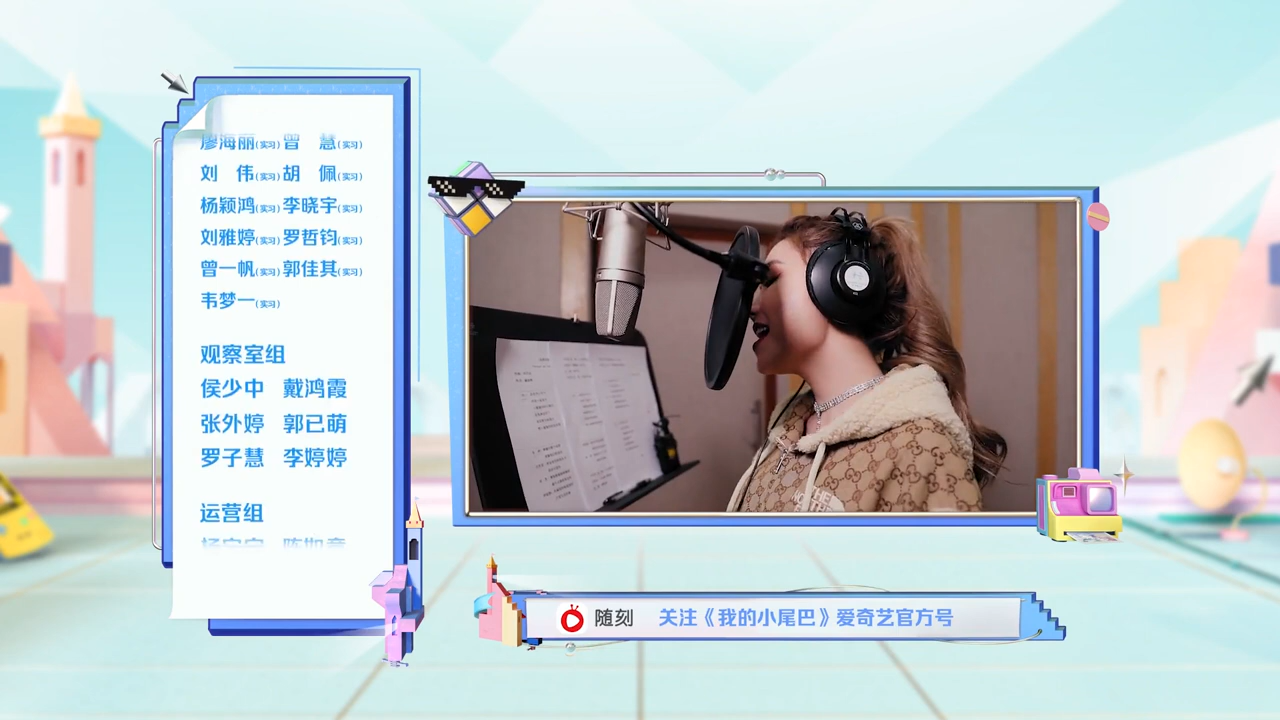 廖海丽(实习) 曾 慧(实习)
刘 伟(实习) 胡 佩(实习)
杨颖鸿(实习) 李晓宇(实习)
刘雅婷(实习) 罗哲钧(实习)
曾一帆(实习) 郭佳其(实习)
韦梦一(实习)
观察室组
侯少中 戴鸿霞
张外婷 郭已萌
罗子慧 李婷婷
运营组
随刻 关注《我的小尾巴》爱奇艺官方号